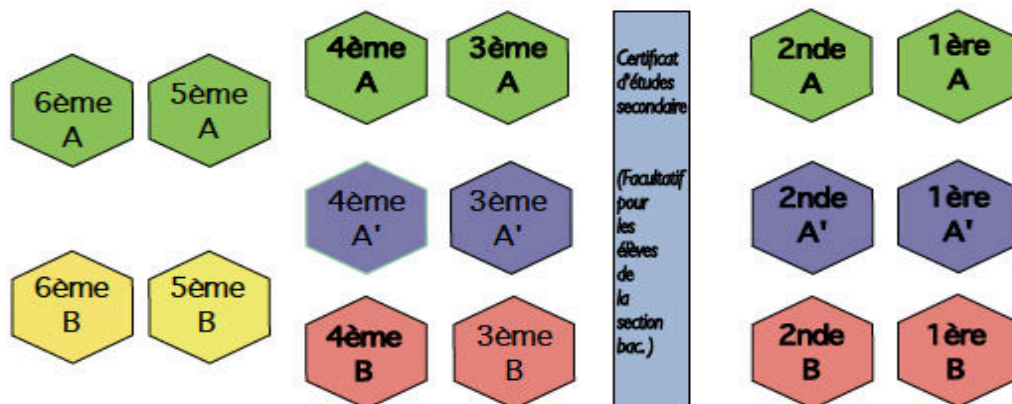 6ème
A
5ème
A
4ème
A
3ème
A
4ème
A'
3ème
A'
6ème
B
5ème
B
4ème
B
3ème
B
Certificat
d'études
secondaire
(Facultatif
pour
les
élèves
de
la
section
bac.)
2nde
A
1ère
A
2nde
A'
1ère
A'
2nde
B
1ère
B